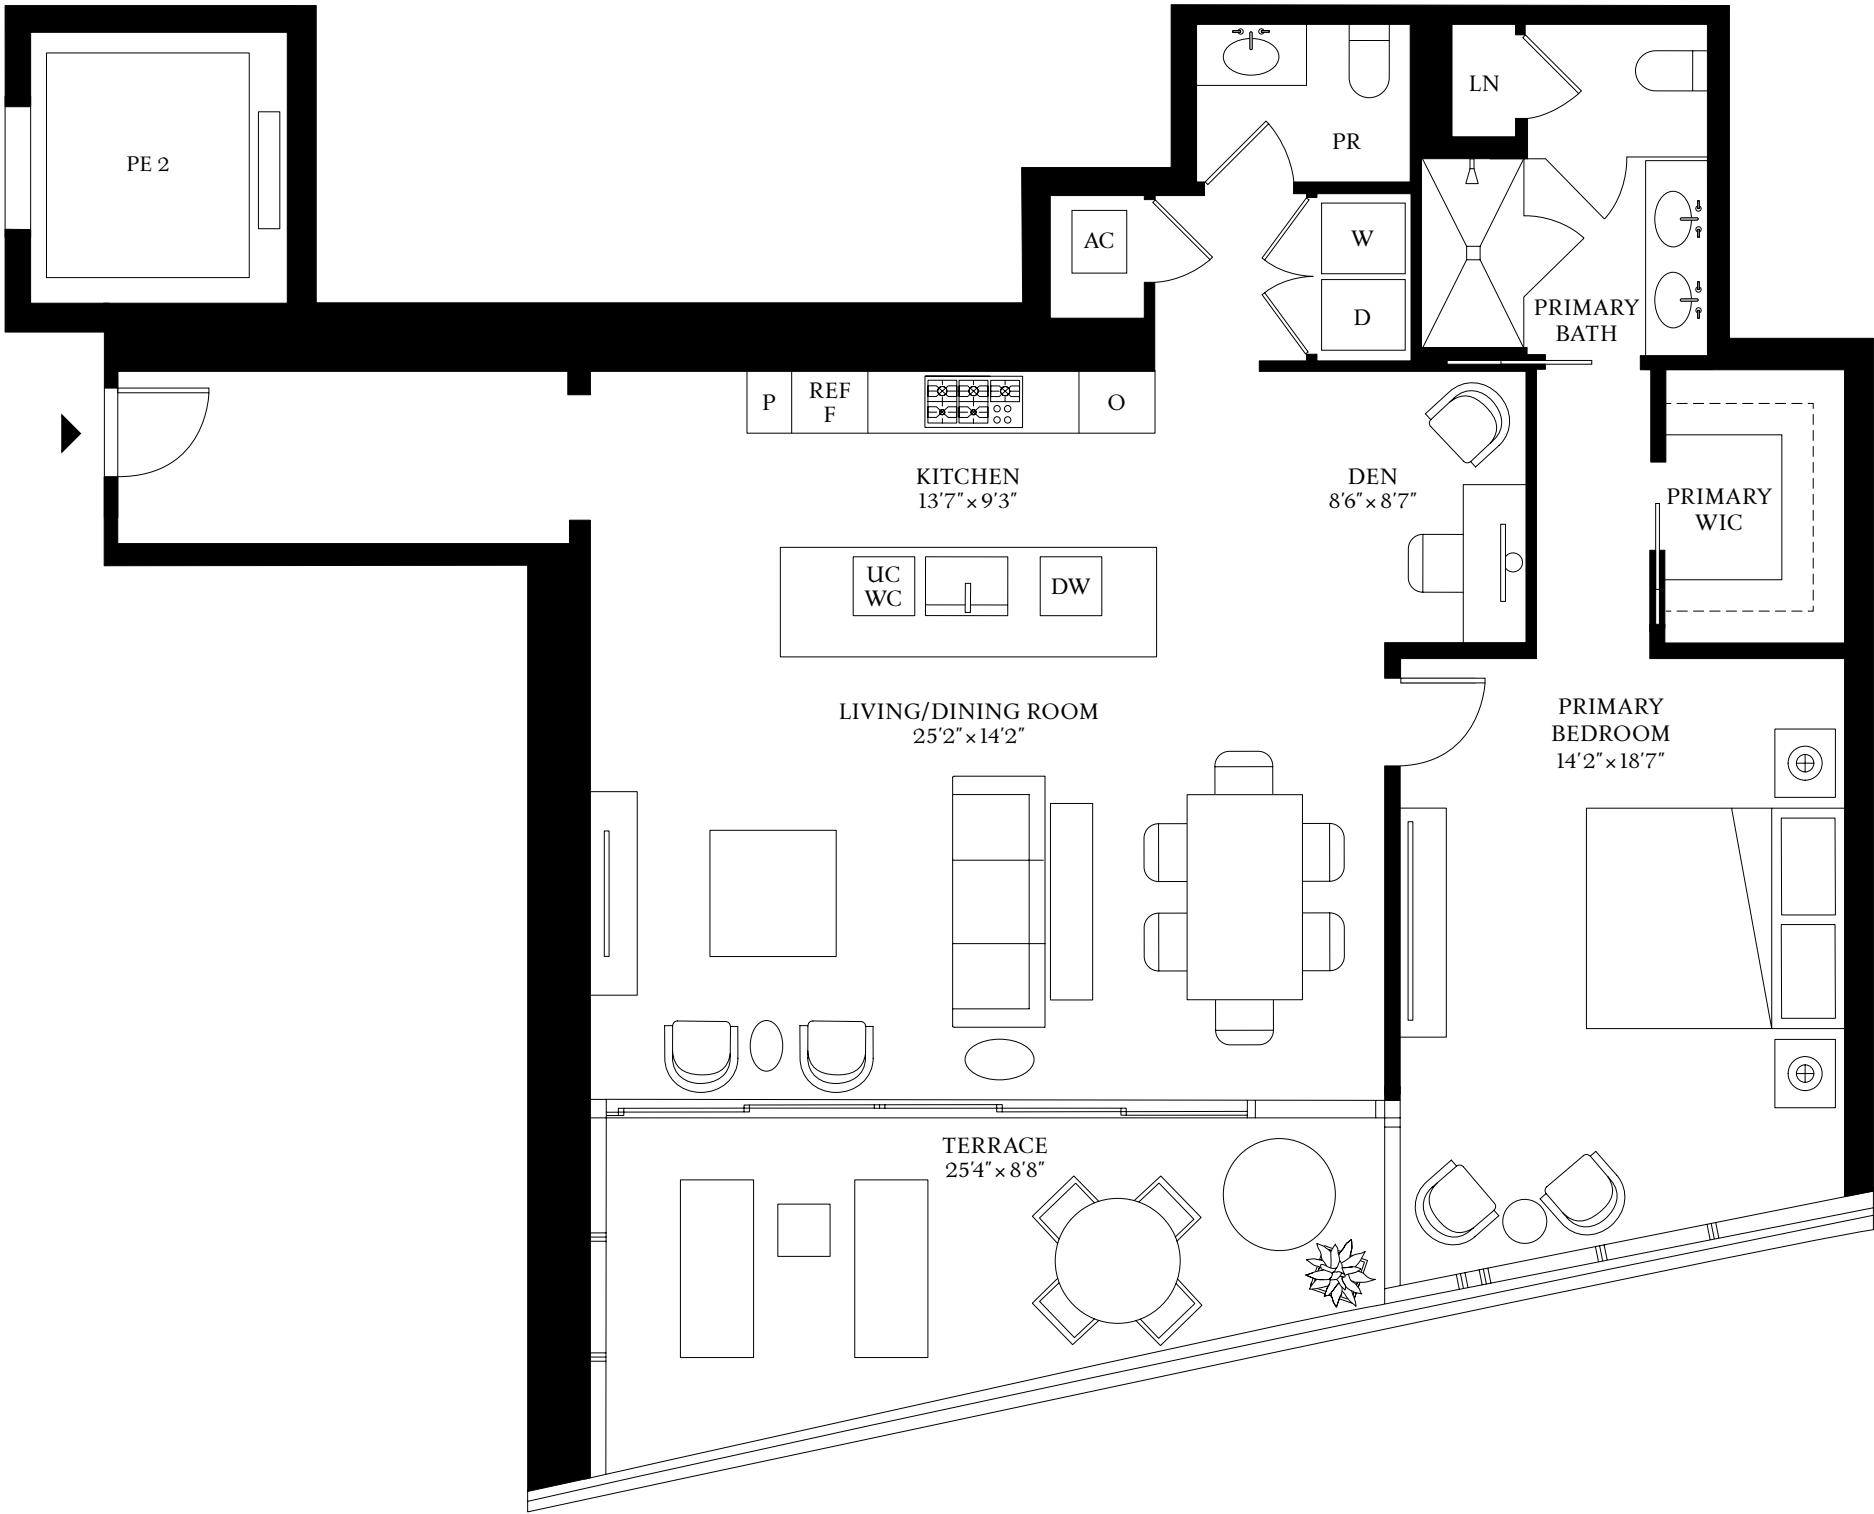 PE 2
LN
PR
AC
W
D
PRIMARY
BATH
P
REF
F
O
KITCHEN
13'7"×9'3"
DEN
8'6"×8'7"
PRIMARY
WIC
UC
WC
DW
LIVING/DINING ROOM
25'2"×14'2"
PRIMARY
BEDROOM
14'2"×18'7"
TERRACE
25'4"×8'8"